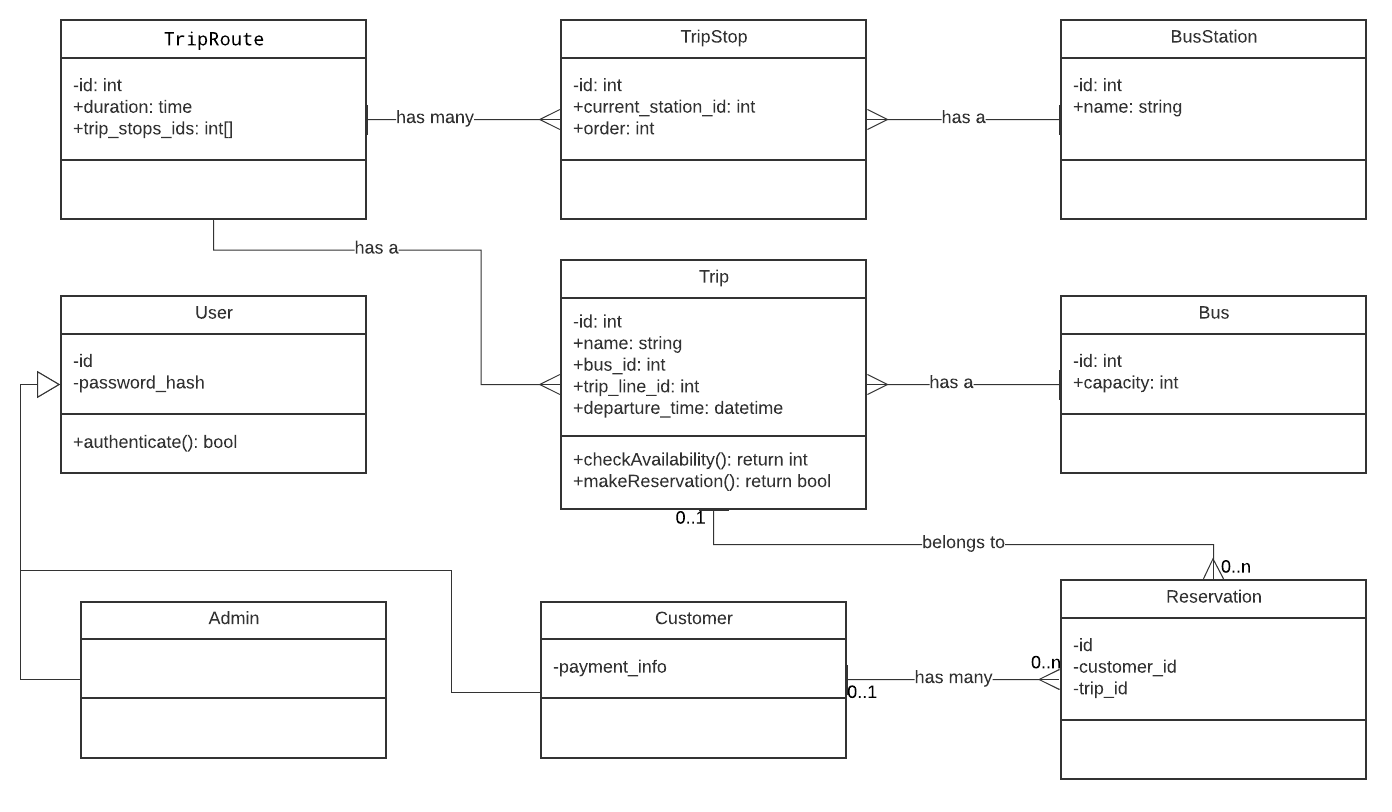 TripRoute
-id: int
+duration: time
+trip_stops_ids: int[]
has many
TripStop
-id: int
+current_station_id: int
+order: int
has a
BusStation
-id: int
+name: string
has a
User
-id
-password_hash
+authenticate(): bool
Trip
-id: int
+name: string
+bus_id: int
+trip_line_id: int
+departure_time: datetime
+checkAvailability(): return int
+makeReservation(): return bool
has a
Bus
-id: int
+capacity: int
0..1
belongs to
0..n
Admin
Customer
-payment_info
0..1
has many
0..n
Reservation
-id
-customer_id
-trip_id